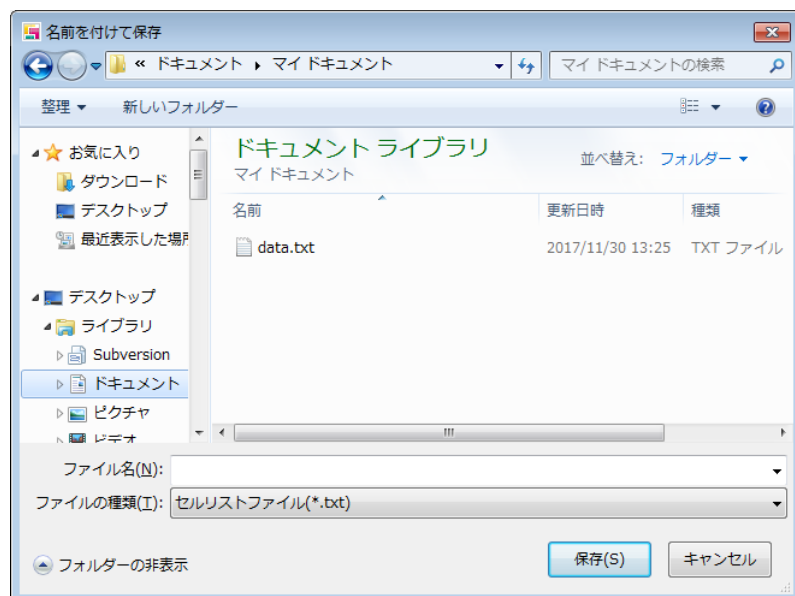 名前を付けて保存
« ドキュメント ▸ マイ ドキュメント
マイ ドキュメントの検索
整理 ▼ 新しいフォルダー
お気に入り
ダウンロード
デスクトップ
最近表示した場所
デスクトップ
ライブラリ
Subversion
ドキュメント
ピクチャ
ビデオ
ドキュメント ライブラリ
マイ ドキュメント
並べ替え: フォルダー ▼
名前 更新日時 種類
data.txt 2017/11/30 13:25 TXT ファイル
ファイル名(N):
ファイルの種類(T): セルリストファイル(*.txt)
フォルダーの非表示
保存(S) キャンセル